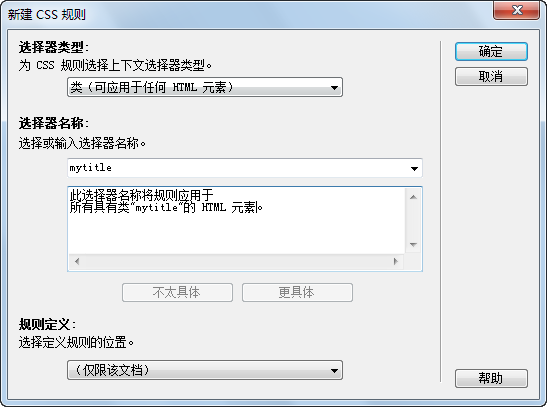 新建 CSS 规则
选择器类型:
为 CSS 规则选择上下文选择器类型。
类（可应用于任何 HTML 元素）
选择器名称:
选择或输入选择器名称。
mytitle
此选择器名称将规则应用于
所有具有类"mytitle"的 HTML 元素。
不太具体
更具体
规则定义:
选择定义规则的位置。
（仅限该文档）
确定
取消
帮助